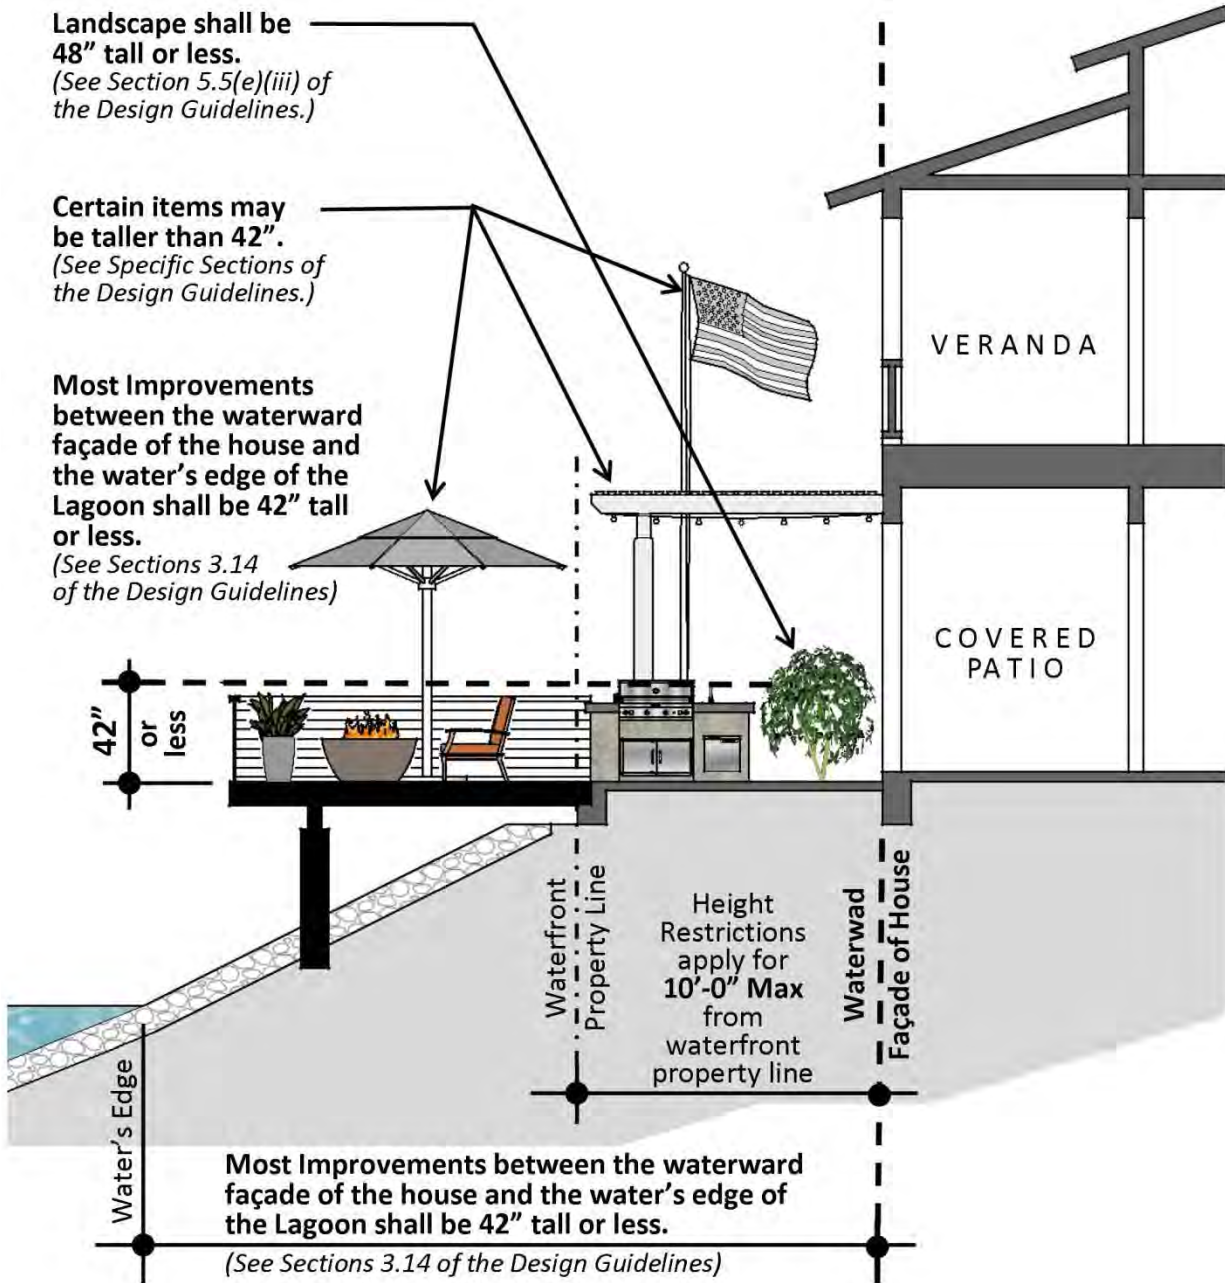 Landscape shall be
48” tall or less.
(See Section 5.5(e)(iii) of
the Design Guidelines.)
Certain items may
be taller than 42”.
(See Specific Sections of
the Design Guidelines.)
Most Improvements
between the waterward
façade of the house and
the water’s edge of the
Lagoon shall be 42” tall
or less.
(See Sections 3.14
of the Design Guidelines)
VERANDA
COVERED
PATIO
42”
or
less
Waterfront
Property Line
Height
Restrictions
apply for
10’-0” Max
from
waterfront
property line
Waterwad
Façade of House
Water’s Edge
Most Improvements between the waterward
façade of the house and the water’s edge of
the Lagoon shall be 42” tall or less.
(See Sections 3.14 of the Design Guidelines)